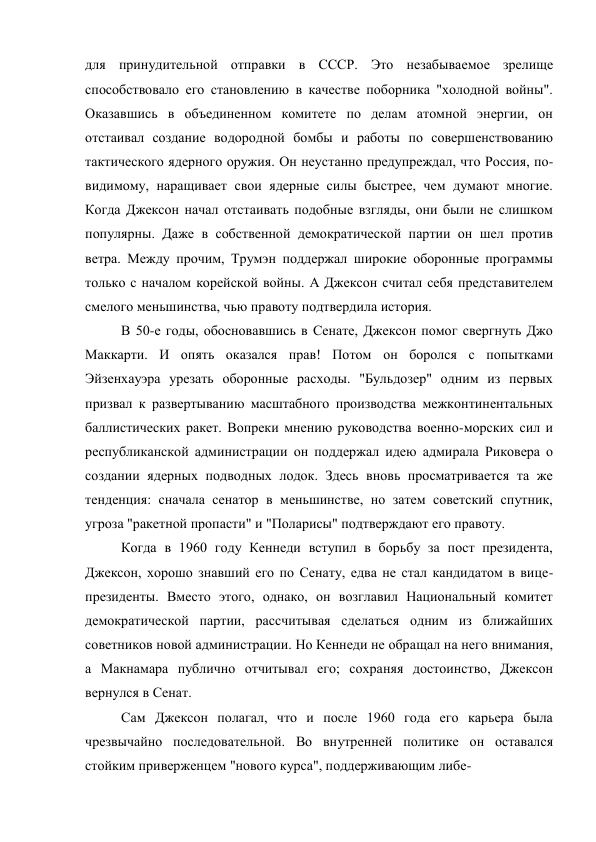 для принудительной отправки в СССР. Это незабываемое зрелище
способствовало его становлению в качестве поборника "холодной войны".
Оказавшись в объединенном комитете по делам атомной энергии, он
отстаивал создание водородной бомбы и работы по совершенствованию
тактического ядерного оружия. Он неустанно предупреждал, что Россия, по-
видимому, наращивает свои ядерные силы быстрее, чем думают многие.
Когда Джексон начал отстаивать подобные взгляды, они были не слишком
популярны. Даже в собственной демократической партии он шел против
ветра. Между прочим, Трумэн поддержал широкие оборонные программы
только с началом корейской войны. А Джексон считал себя представителем
смелого меньшинства, чью правоту подтвердила история.
В 50-е годы, обосновавшись в Сенате, Джексон помог свергнуть Джо
Маккарти. И опять оказался прав! Потом он боролся с попытками
Эйзенхауэра урезать оборонные расходы. "Бульдозер" одним из первых
призвал к развертыванию масштабного производства межконтинентальных
баллистических ракет. Вопреки мнению руководства военно-морских сил и
республиканской администрации он поддержал идею адмирала Риковера о
создании ядерных подводных лодок. Здесь вновь просматривается та же
тенденция: сначала сенатор в меньшинстве, но затем советский спутник,
угроза "ракетной пропасти" и "Поларисы" подтверждают его правоту.
Когда в 1960 году Кеннеди вступил в борьбу за пост президента,
Джексон, хорошо знавший его по Сенату, едва не стал кандидатом в вице-
президенты. Вместо этого, однако, он возглавил Национальный комитет
демократической партии, рассчитывая сделаться одним из ближайших
советников новой администрации. Но Кеннеди не обращал на него внимания,
а Макнамара публично отчитывал его; сохраняя достоинство, Джексон
вернулся в Сенат.
Сам Джексон полагал, что и после 1960 года его карьера была
чрезвычайно последовательной. Во внутренней политике он оставался
стойким приверженцем "нового курса", поддерживающим либе-